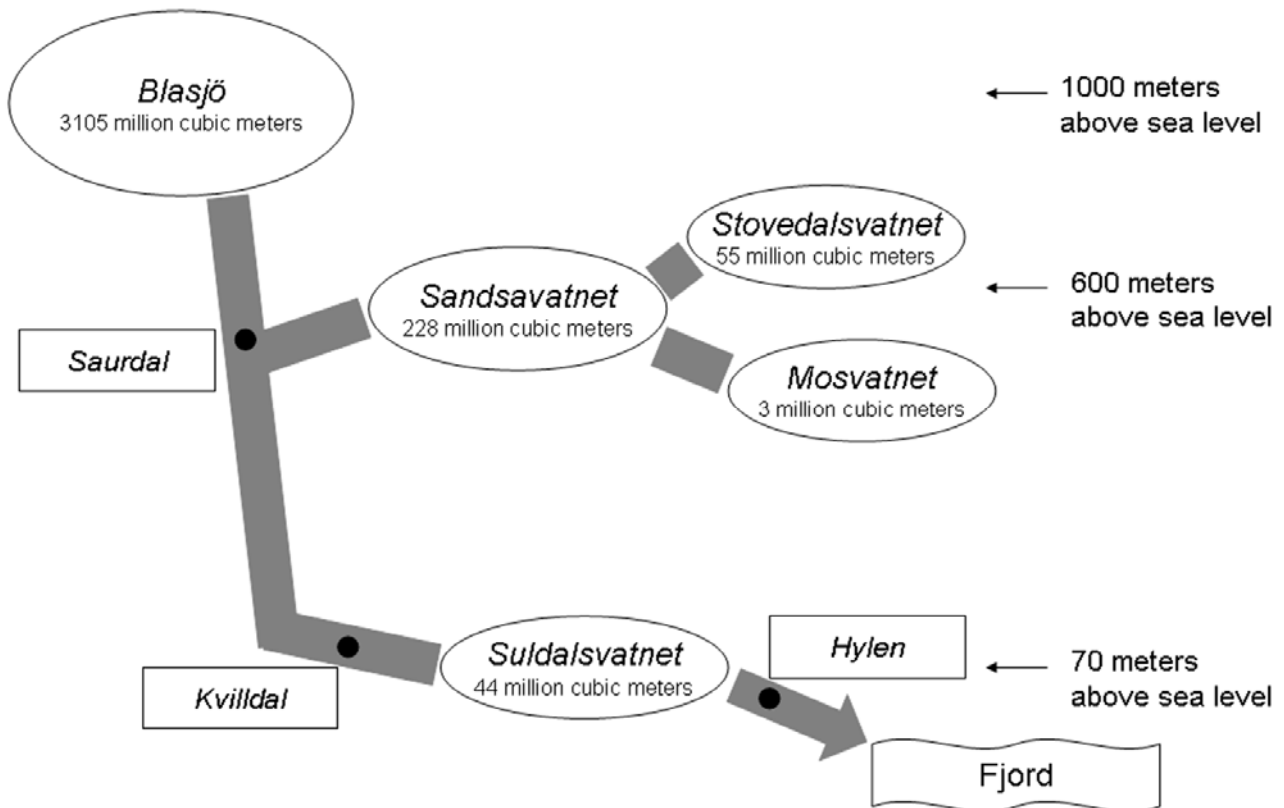 Blasjö
3105 million cubic meters
1000 meters
above sea level
Stovedalsvatnet
55 million cubic meters
600 meters
above sea level
Sandsavatnet
228 million cubic meters
Saurdal
Mosvatnet
3 million cubic meters
Suldalsvatnet
44 million cubic meters
Hylen
70 meters
above sea level
Kvilldal
Fjord